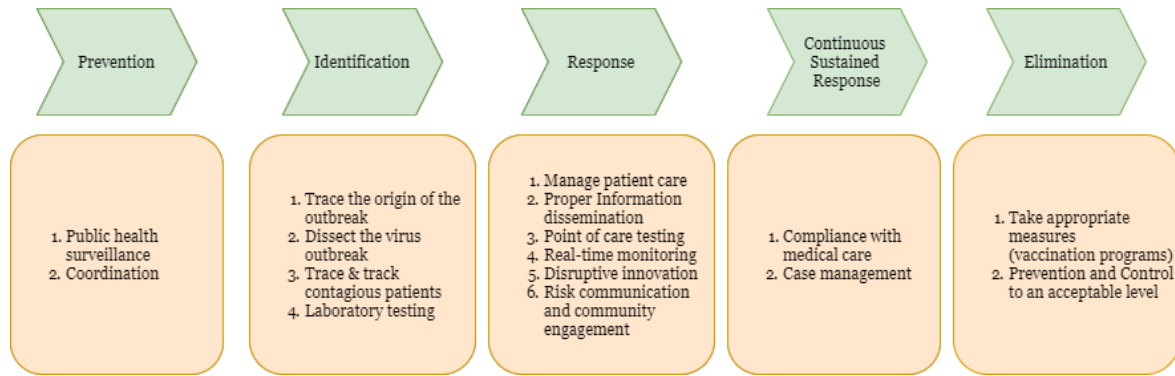 Prevention
Identification
Response
Continuous
Sustained
Response
Elimination
1. Public health
surveillance
2. Coordination
1. Trace the origin of the
outbreak
2. Dissect the virus
outbreak
3. Trace & track
contagious patients
4. Laboratory testing
1. Manage patient care
2. Proper Information
dissemination
3. Point of care testing
4. Real-time monitoring
5. Disruptive innovation
6. Risk communication
and community
engagement
1. Compliance with
medical care
2. Case management
1. Take appropriate
measures
(vaccination programs)
2. Prevention and Control
to an acceptable level